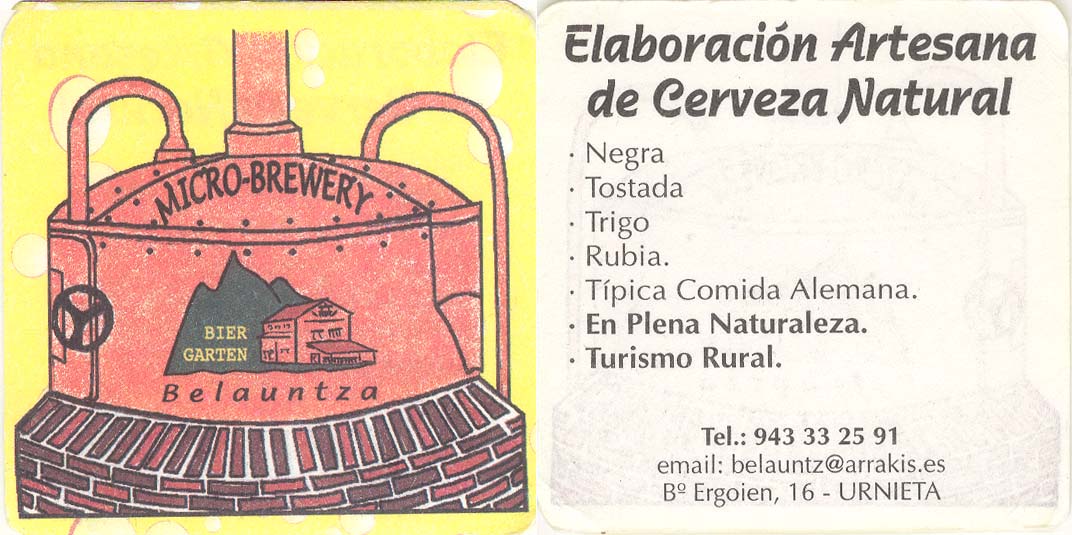 MICRO-BREWERY
BIER
GARTEN
Belauntza
Elaboración Artesana
de Cerveza Natural
· Negra
· Tostada
· Trigo
· Rubia.
· Típica Comida Alemana.
· En Plena Naturaleza.
· Turismo Rural.
Tel.: 943 33 25 91
email: belauntz@arrakis.es
Bº Ergoien, 16 - URNIETA